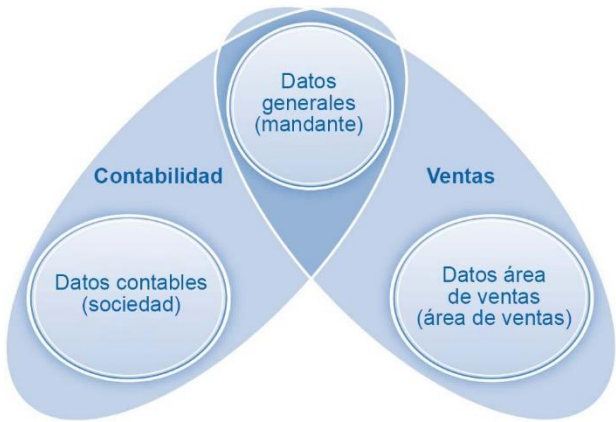 Datos
generales
(mandante)
Contabilidad
Ventas
Datos contables
(sociedad)
Datos área
de ventas
(área de ventas)